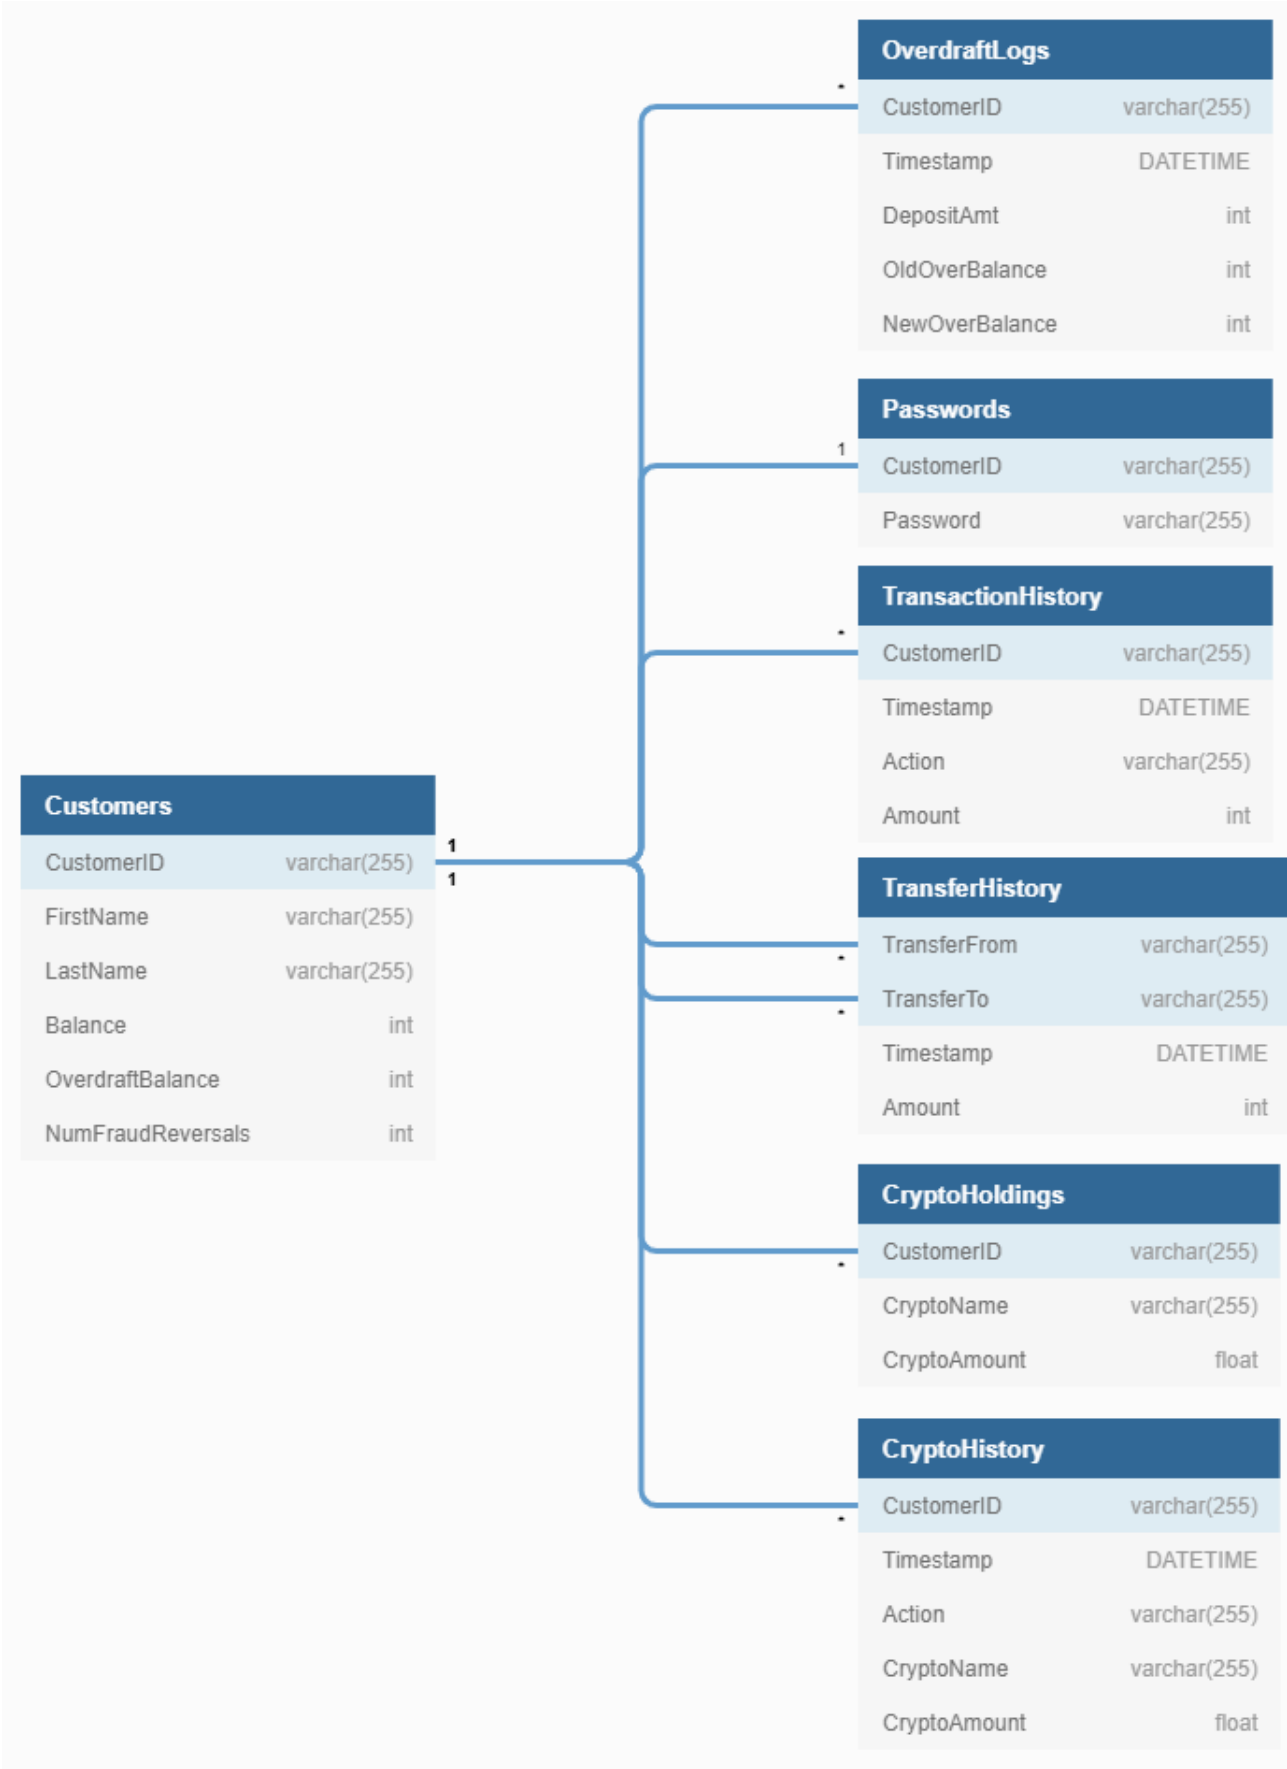 OverdraftLogs
*
CustomerID varchar(255)
Timestamp DATETIME
DepositAmt int
OldOverBalance int
NewOverBalance int
Passwords
1
CustomerID varchar(255)
Password varchar(255)
TransactionHistory
*
CustomerID varchar(255)
Timestamp DATETIME
Action varchar(255)
Amount int
Customers
CustomerID varchar(255)
1
1
FirstName varchar(255)
LastName varchar(255)
Balance int
OverdraftBalance int
NumFraudReversals int
TransferHistory
TransferFrom varchar(255)
*
TransferTo varchar(255)
*
Timestamp DATETIME
Amount int
CryptoHoldings
CustomerID varchar(255)
*
CryptoName varchar(255)
CryptoAmount float
CryptoHistory
CustomerID varchar(255)
*
Timestamp DATETIME
Action varchar(255)
CryptoName varchar(255)
CryptoAmount float